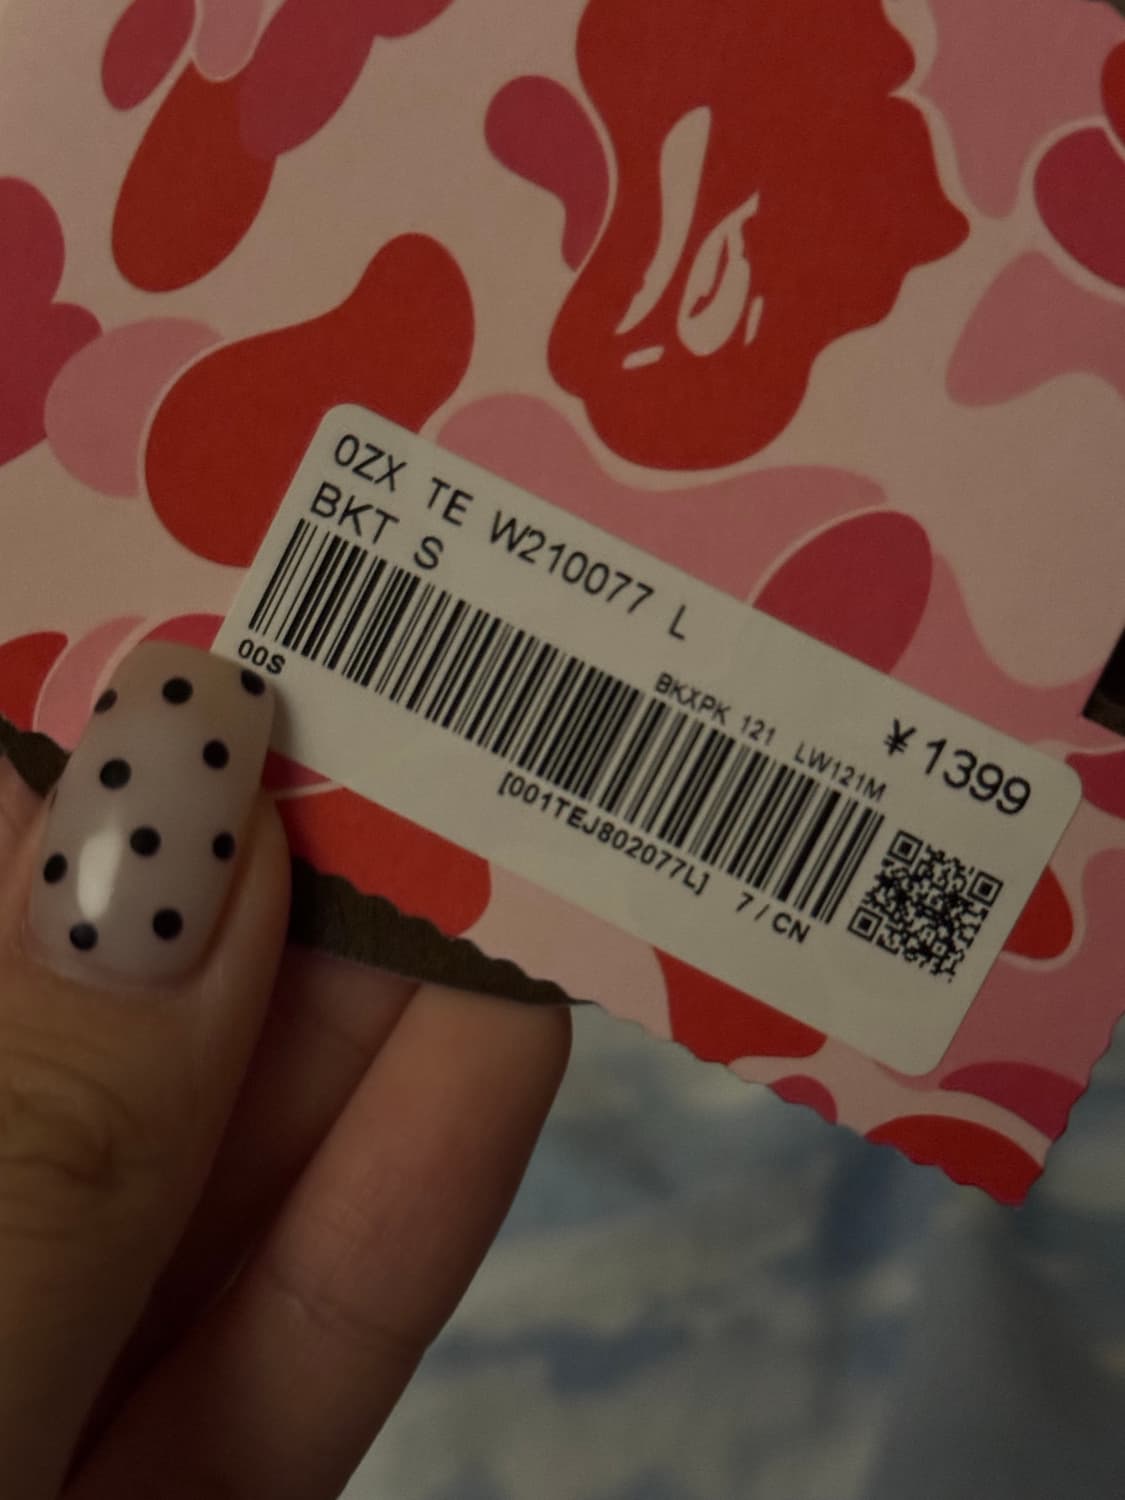 0ZX TE W210077 L
BKT S
00S
BKXPK 121 LW121M
¥1399
[001TEJ802077L] 7/CN